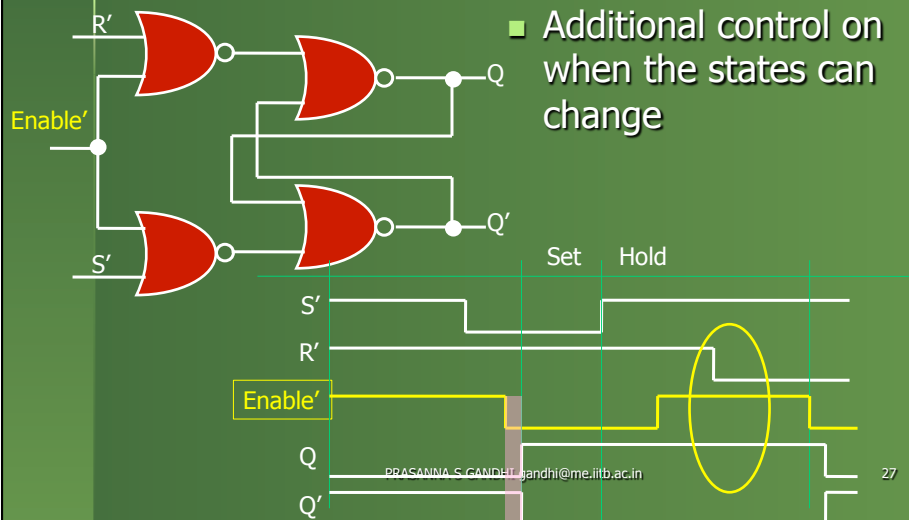 R′
■ Additional control on
when the states can
change
Q
Enable′
Q′
S′
Set Hold
S′
R′
Enable′
Q
PRASANNA S GANDHI gandhi@me.iitb.ac.in
27
Q′